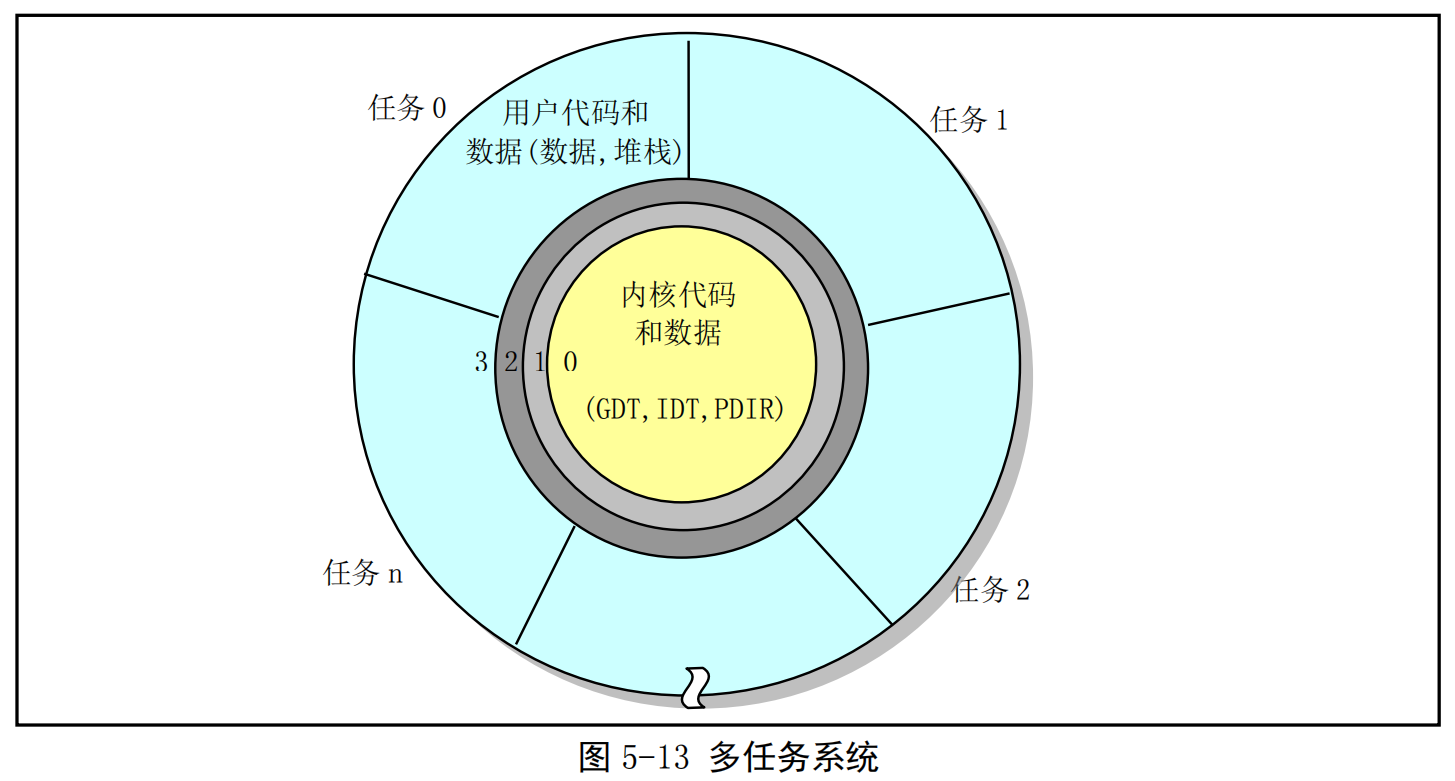 任务 0
用户代码和
数据(数据,堆栈)
任务 1
内核代码
和数据
3 2 1 0
(GDT,IDT,PDIR)
任务 n
任务 2
图 5-13 多任务系统